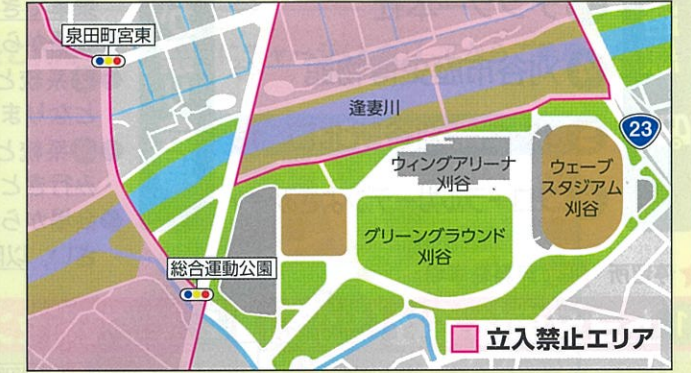 泉田町宮東
逢妻川
23
ウィングアリーナ
刈谷
ウェーブ
スタジアム
刈谷
グリーングラウンド
刈谷
総合運動公園
立入禁止エリア